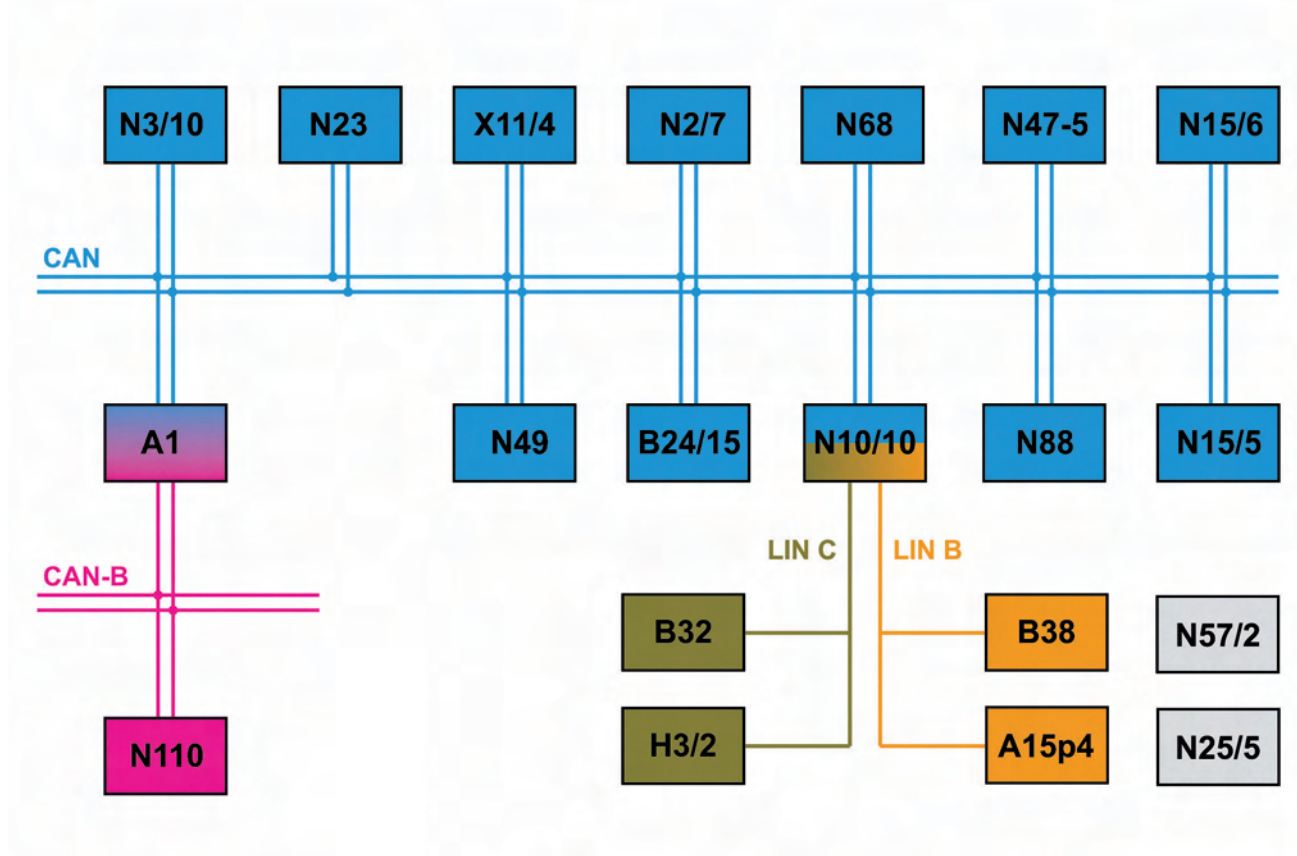 N3/10
N23
X11/4
N2/7
N68
N47-5
N15/6
CAN
A1
N49
B24/15
N10/10
N88
N15/5
LIN C
LIN B
CAN-B
B32
B38
N57/2
N110
H3/2
A15p4
N25/5